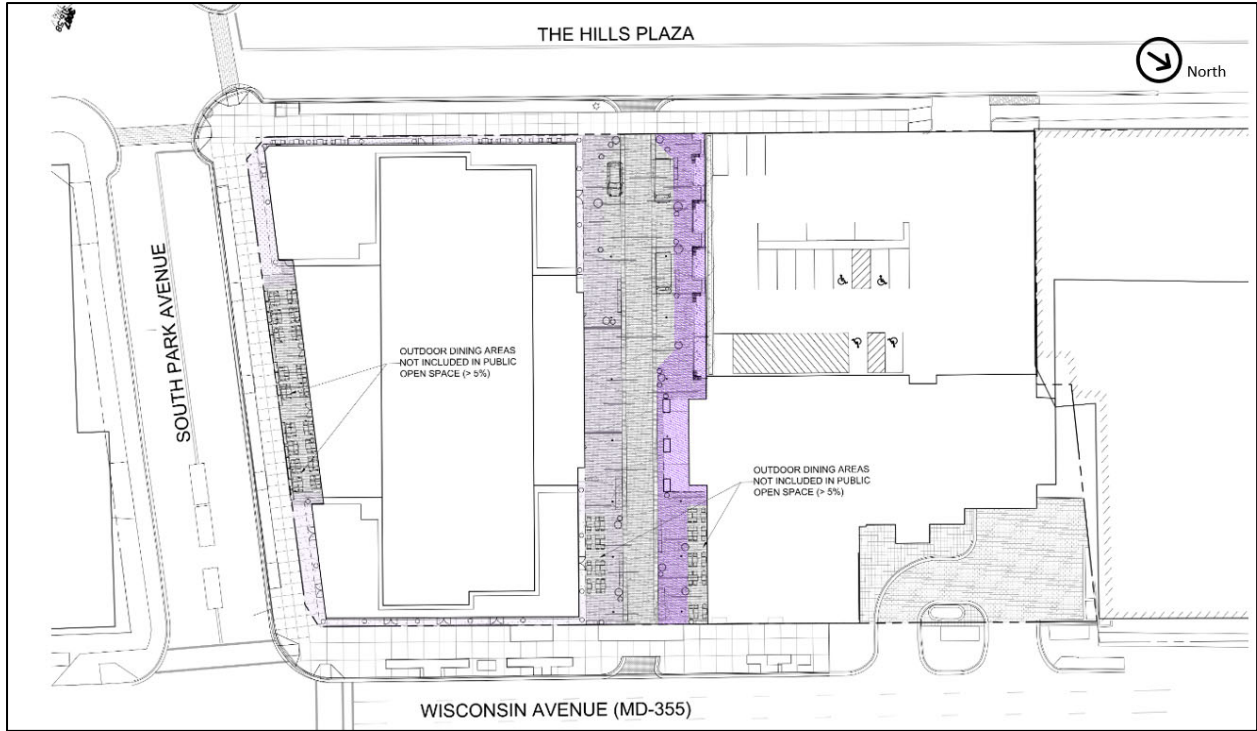 THE HILLS PLAZA
North
SOUTH PARK AVENUE
OUTDOOR DINING AREAS
NOT INCLUDED IN PUBLIC
OPEN SPACE (> 5%)
OUTDOOR DINING AREAS
NOT INCLUDED IN PUBLIC
OPEN SPACE (> 5%)
WISCONSIN AVENUE (MD-355)